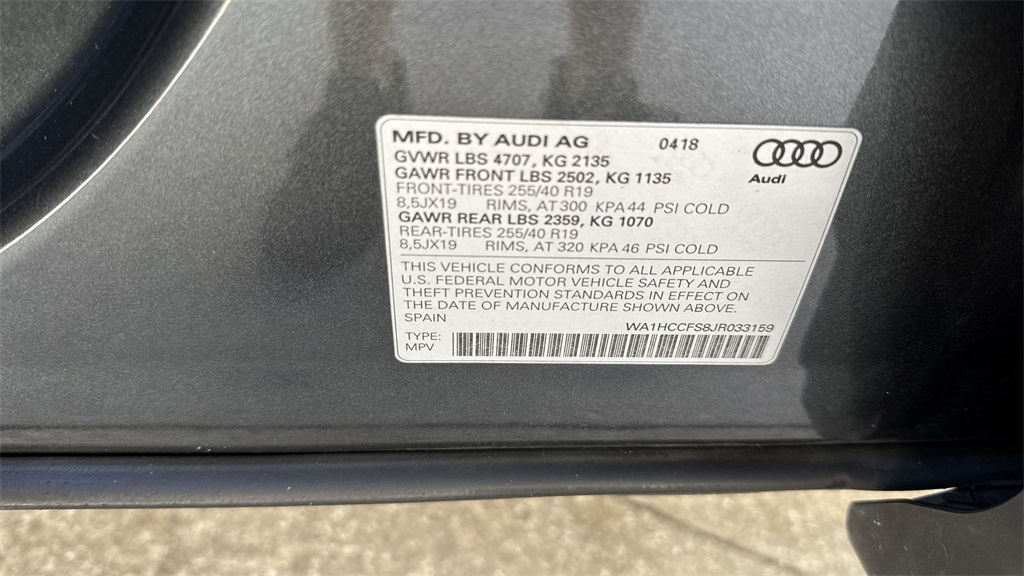 MFD. BY AUDI AG 0418
GVWR LBS 4707, KG 2135
Audi
GAWR FRONT LBS 2502, KG 1135
FRONT-TIRES 255/40 R19
8,5JX19 RIMS, AT 300 KPA 44 PSI COLD
GAWR REAR LBS 2359, KG 1070
REAR-TIRES 255/40 R19
8,5JX19 RIMS, AT 320 KPA 46 PSI COLD
THIS VEHICLE CONFORMS TO ALL APPLICABLE
U.S. FEDERAL MOTOR VEHICLE SAFETY AND
THEFT PREVENTION STANDARDS IN EFFECT ON
THE DATE OF MANUFACTURE SHOWN ABOVE.
SPAIN WA1HCCFS8JR033159
TYPE:
MPV